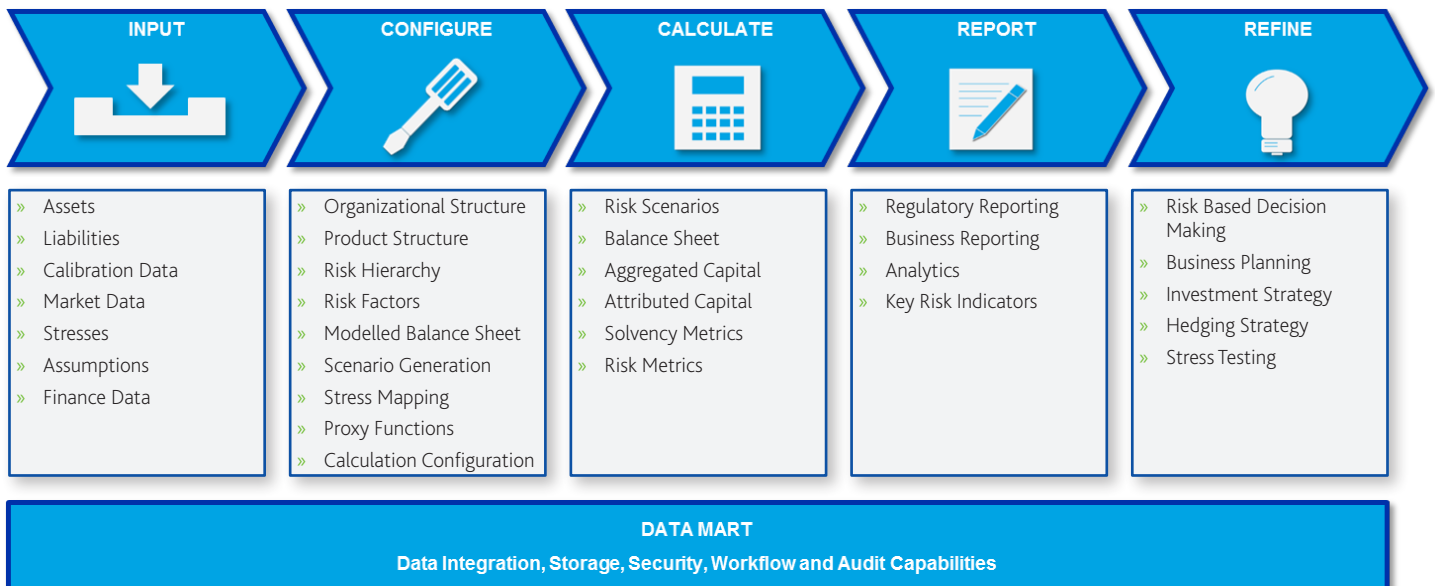 INPUT
CONFIGURE
CALCULATE
REPORT
REFINE
» Assets
» Liabilities
» Calibration Data
» Market Data
» Stresses
» Assumptions
» Finance Data
» Organizational Structure
» Product Structure
» Risk Hierarchy
» Risk Factors
» Modelled Balance Sheet
» Scenario Generation
» Stress Mapping
» Proxy Functions
» Calculation Configuration
» Risk Scenarios
» Balance Sheet
» Aggregated Capital
» Attributed Capital
» Solvency Metrics
» Risk Metrics
» Regulatory Reporting
» Business Reporting
» Analytics
» Key Risk Indicators
» Risk Based Decision
Making
» Business Planning
» Investment Strategy
» Hedging Strategy
» Stress Testing
DATA MART
Data Integration, Storage, Security, Workflow and Audit Capabilities